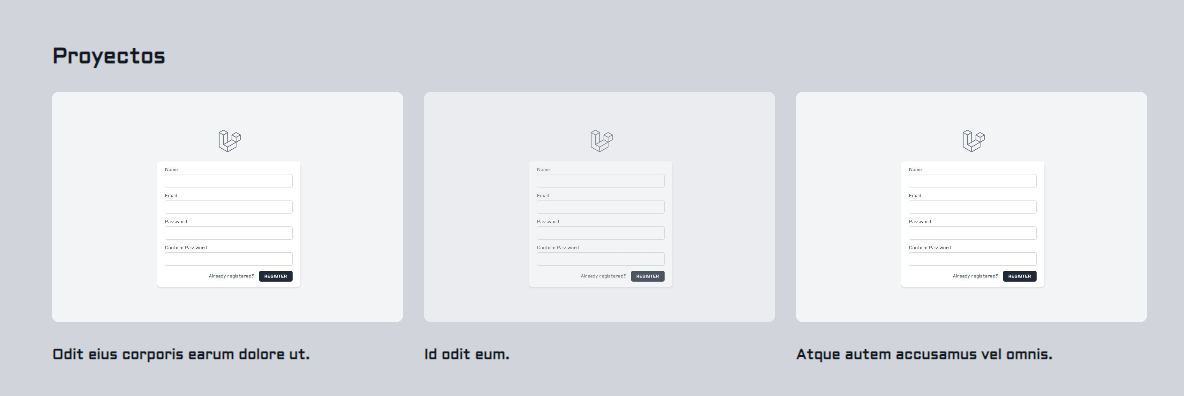 Proyectos
Name
Email
Password
Confirm Password
Already registered? REGISTER
Name
Email
Password
Confirm Password
Already registered? REGISTER
Name
Email
Password
Confirm Password
Already registered? REGISTER
Odit eius corporis earum dolore ut.
Id odit eum.
Atque autem accusamus vel omnis.